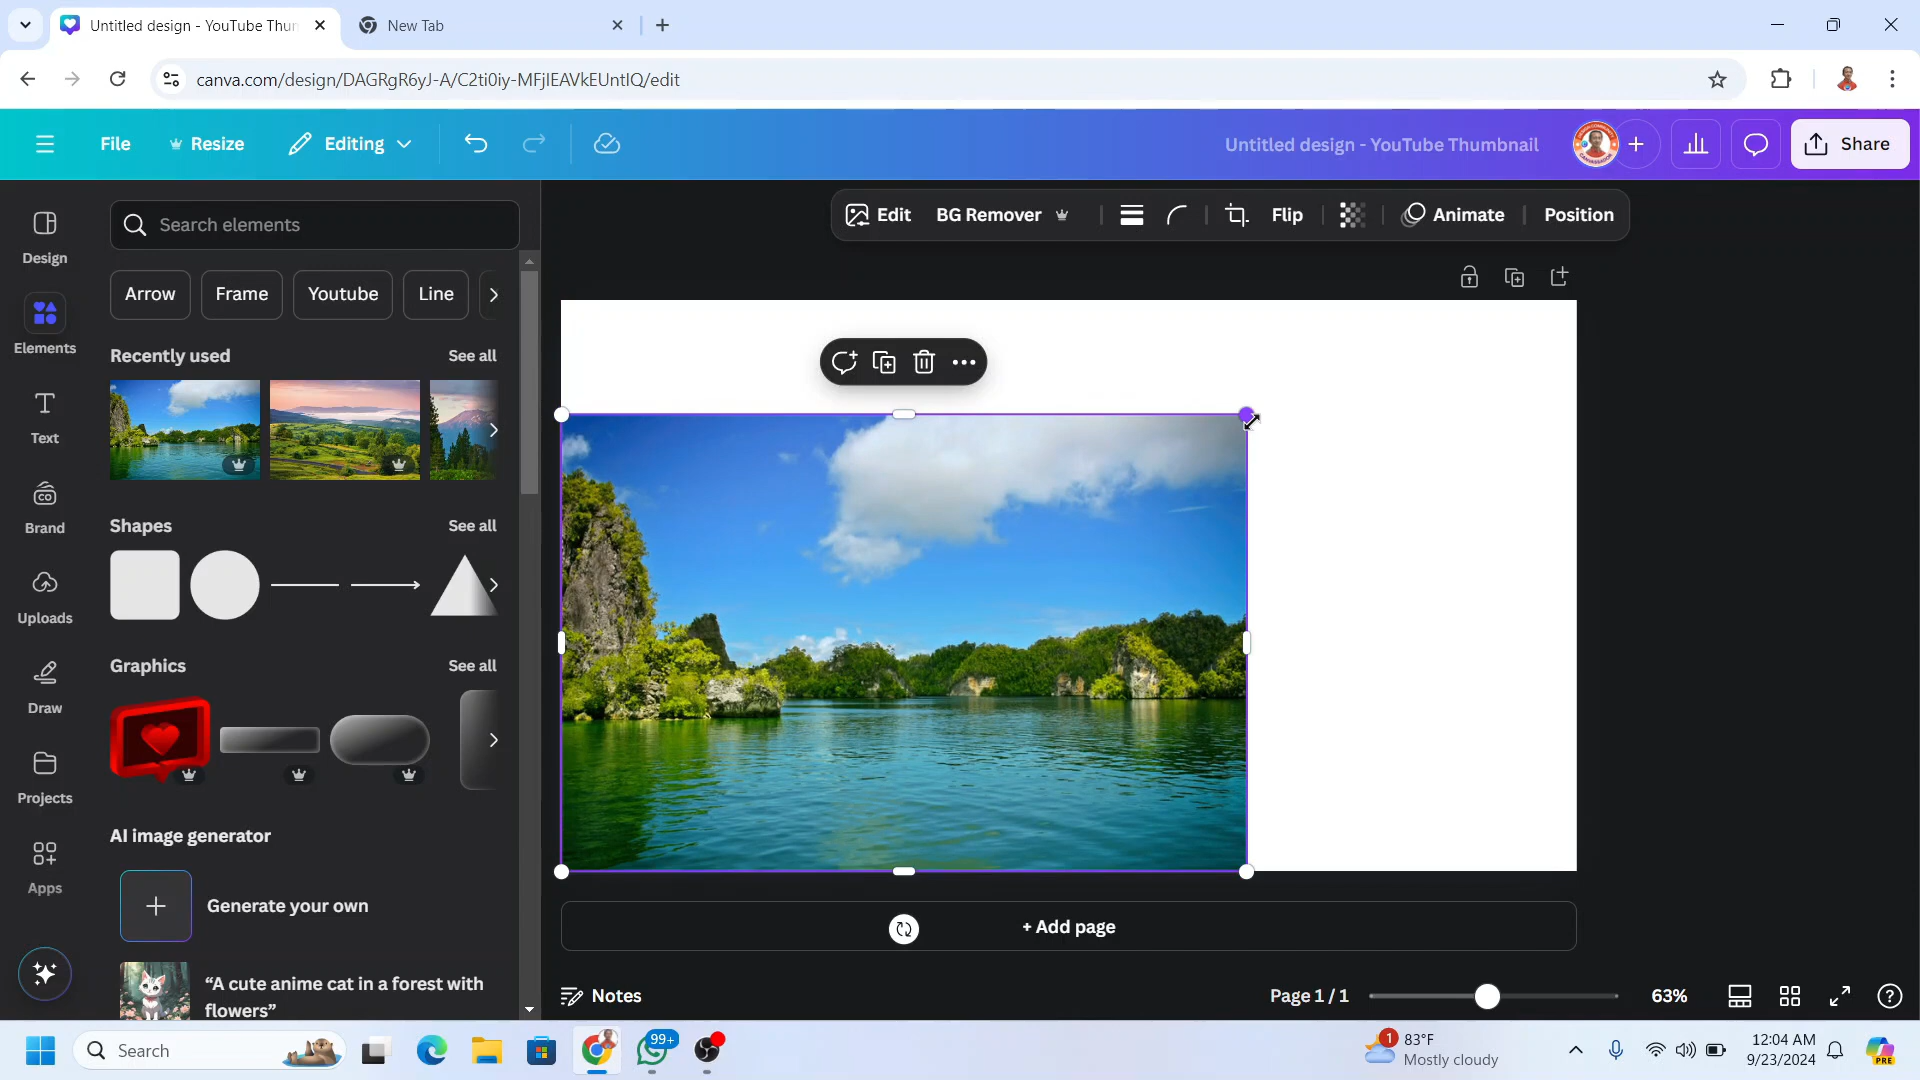 Untitled design - YouTube Thun
New Tab
canva.com/design/DAGRgR6yJ-A/C2ti0iy-MFjIEAVkEUntIQ/edit
File
Resize
Editing
Untitled design - YouTube Thumbnail
Share
Design
Elements
Text
Brand
Uploads
Draw
Projects
Apps
Search elements
Arrow
Frame
Youtube
Line
Recently used
See all
Shapes
See all
Graphics
See all
AI image generator
Generate your own
“A cute anime cat in a forest with
flowers”
Edit
BG Remover
Flip
Animate
Position
+ Add page
Notes
Page 1 / 1
63%
Search
99+
1
83°F
Mostly cloudy
12:04 AM
9/23/2024
PRE